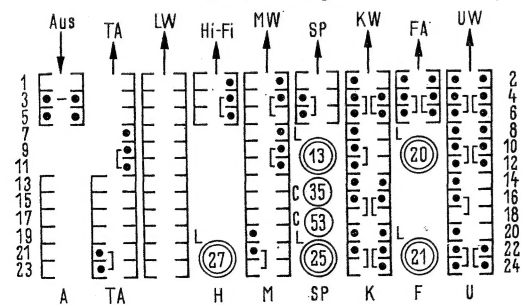 Aus TA LW Hi-Fi MW SP KW FA UW
1 2
3 4
5 6
7 L L 8
9 13 20 10
11 12
13 C 35 14
15 16
17 C 53 18
19 L L L 20
21 27 25 21 22
23 24
A TA H M SP K F U